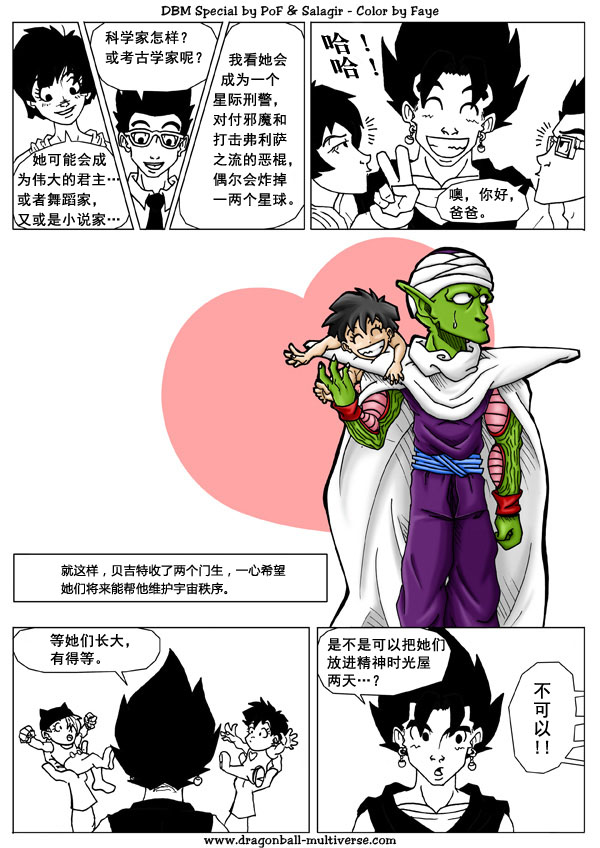 DBM Special by PoF & Salagir - Color by Faye
科学家怎样？
或考古学家呢？
她可能会成
为伟大的君主…
或者舞蹈家，
又或是小说家…
我看她会
成为一个
星际刑警，
对付邪魔和
打击弗利萨
之流的恶棍，
偶尔会炸掉
一两个星球。
哈！
哈！！
噢，你好，
爸爸。
就这样，贝吉特收了两个门生，一心希望
她们将来能帮他维护宇宙秩序。
等她们长大，
有得等。
是不是可以把她们
放进精神时光屋
两天…？
不可以！！
www.dragonball-multiverse.com